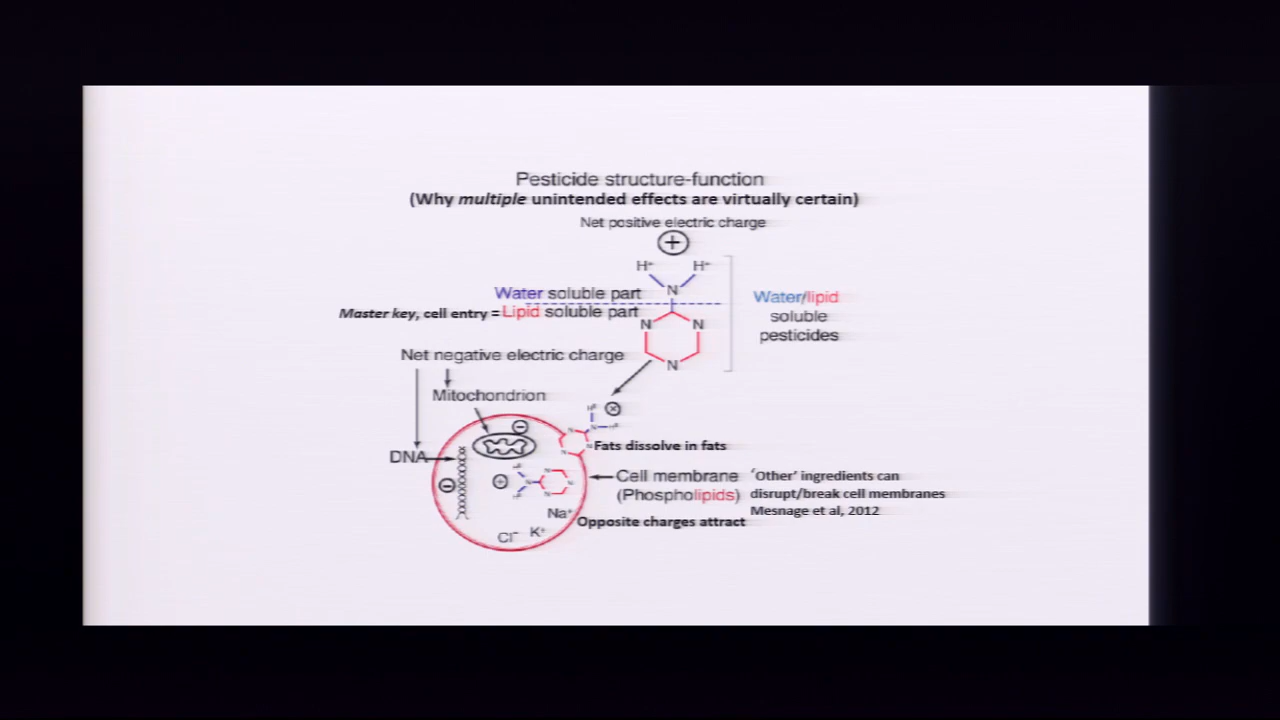 Pesticide structure-function
(Why multiple unintended effects are virtually certain)
Net positive electric charge
+
H+ H+
N
Water soluble part
Master key, cell entry = Lipid soluble part
N N
N
Water/lipid
soluble
pesticides
Net negative electric charge
Mitochondrion
Fats dissolve in fats
DNA
Cell membrane
(Phospholipids)
'Other' ingredients can
disrupt/break cell membranes
Mesnage et al, 2012
Na+
Cl− K+
Opposite charges attract